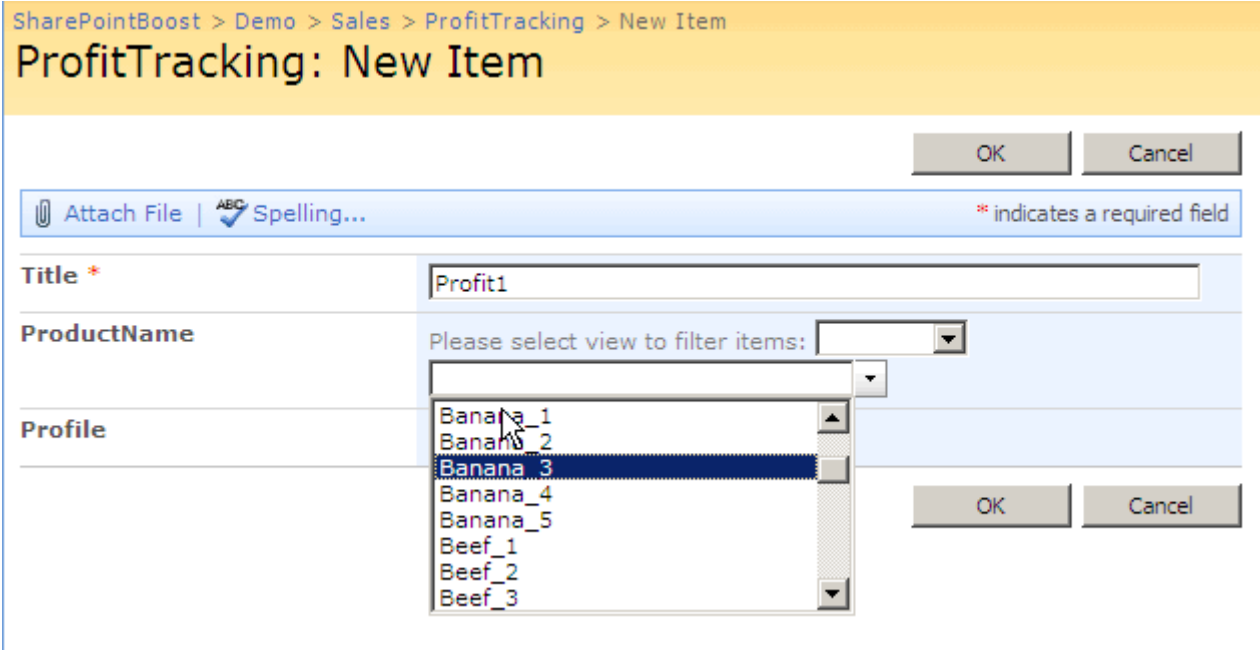 SharePointBoost > Demo > Sales > ProfitTracking > New Item
ProfitTracking: New Item
OK Cancel
Attach File | ABC Spelling... * indicates a required field
Title * Profit1
ProductName Please select view to filter items:
Banana_1
Banana_2
Profile Banana_3
Banana_4
Banana_5 OK Cancel
Beef_1
Beef_2
Beef_3